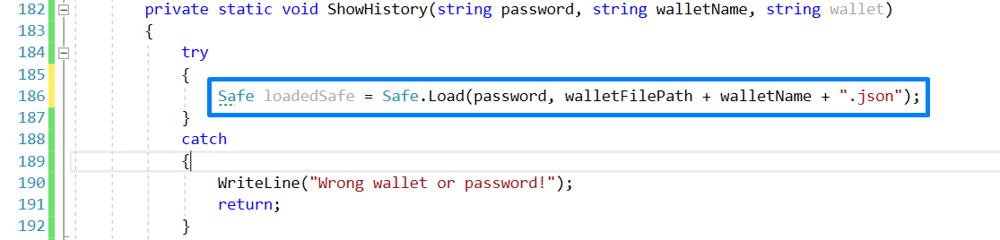 182 private static void ShowHistory(string password, string walletName, string wallet)
183 {
184 try
185 {
186 Safe loadedSafe = Safe.Load(password, walletFilePath + walletName + ".json");
187 }
188 catch
189 {
190 WriteLine("Wrong wallet or password!");
191 return;
192 }